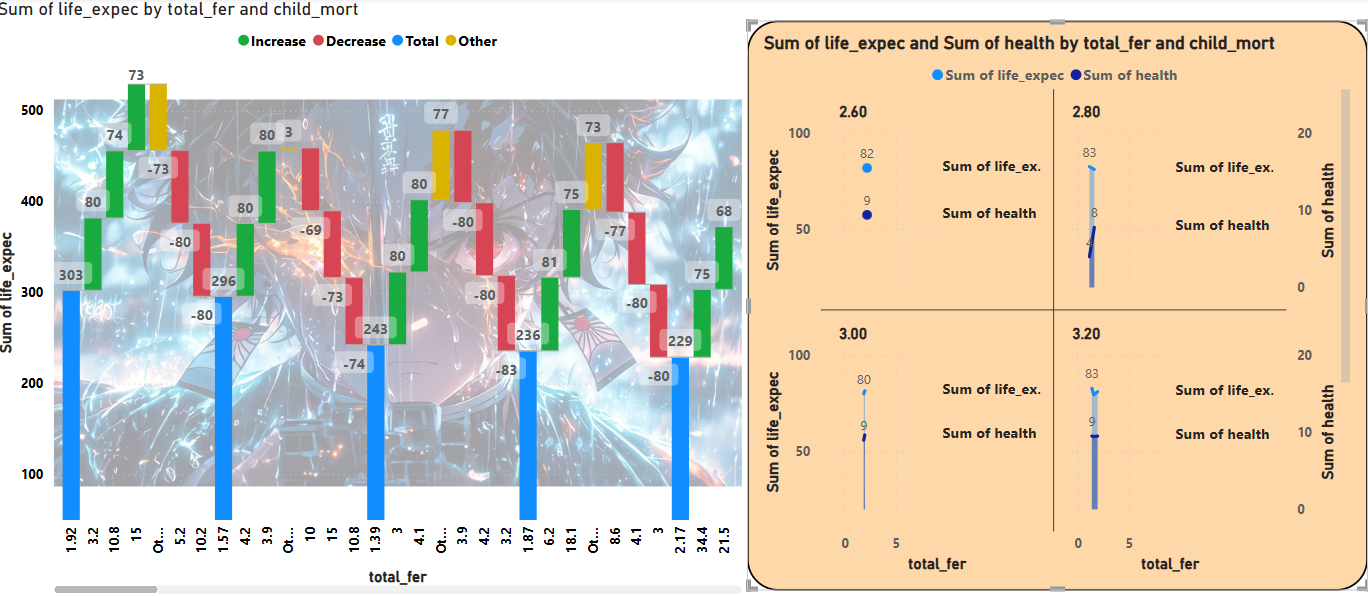 Sum of life_expec by total_fer and child_mort
Increase Decrease Total Other
Sum of life_expec
500
400
300
200
100
303
80
74
73
-73
-80
-80
296
80
80
3
-69
-73
-74
243
80
80
77
-80
-80
-83
236
81
75
73
-77
-80
-80
229
75
68
1.92 3.2 10.8 15 Ot... 5.2 10.2 1.57 4.2 3.9 Ot... 10 15 10.8 1.39 3 4.1 Ot... 3.9 4.2 3.2 1.87 6.2 18.1 Ot... 8.6 4.1 3 2.17 34.4 21.5
total_fer
Sum of life_expec and Sum of health by total_fer and child_mort
Sum of life_expec Sum of health
2.60
100
50
Sum of life_expec
82
9
Sum of life_ex.
Sum of health
2.80
83
8
4
Sum of life_ex.
Sum of health
20
10
0
Sum of health
3.00
100
50
Sum of life_expec
80
9
Sum of life_ex.
Sum of health
3.20
83
9
Sum of life_ex.
Sum of health
20
10
0
Sum of health
0 5
total_fer
0 5
total_fer